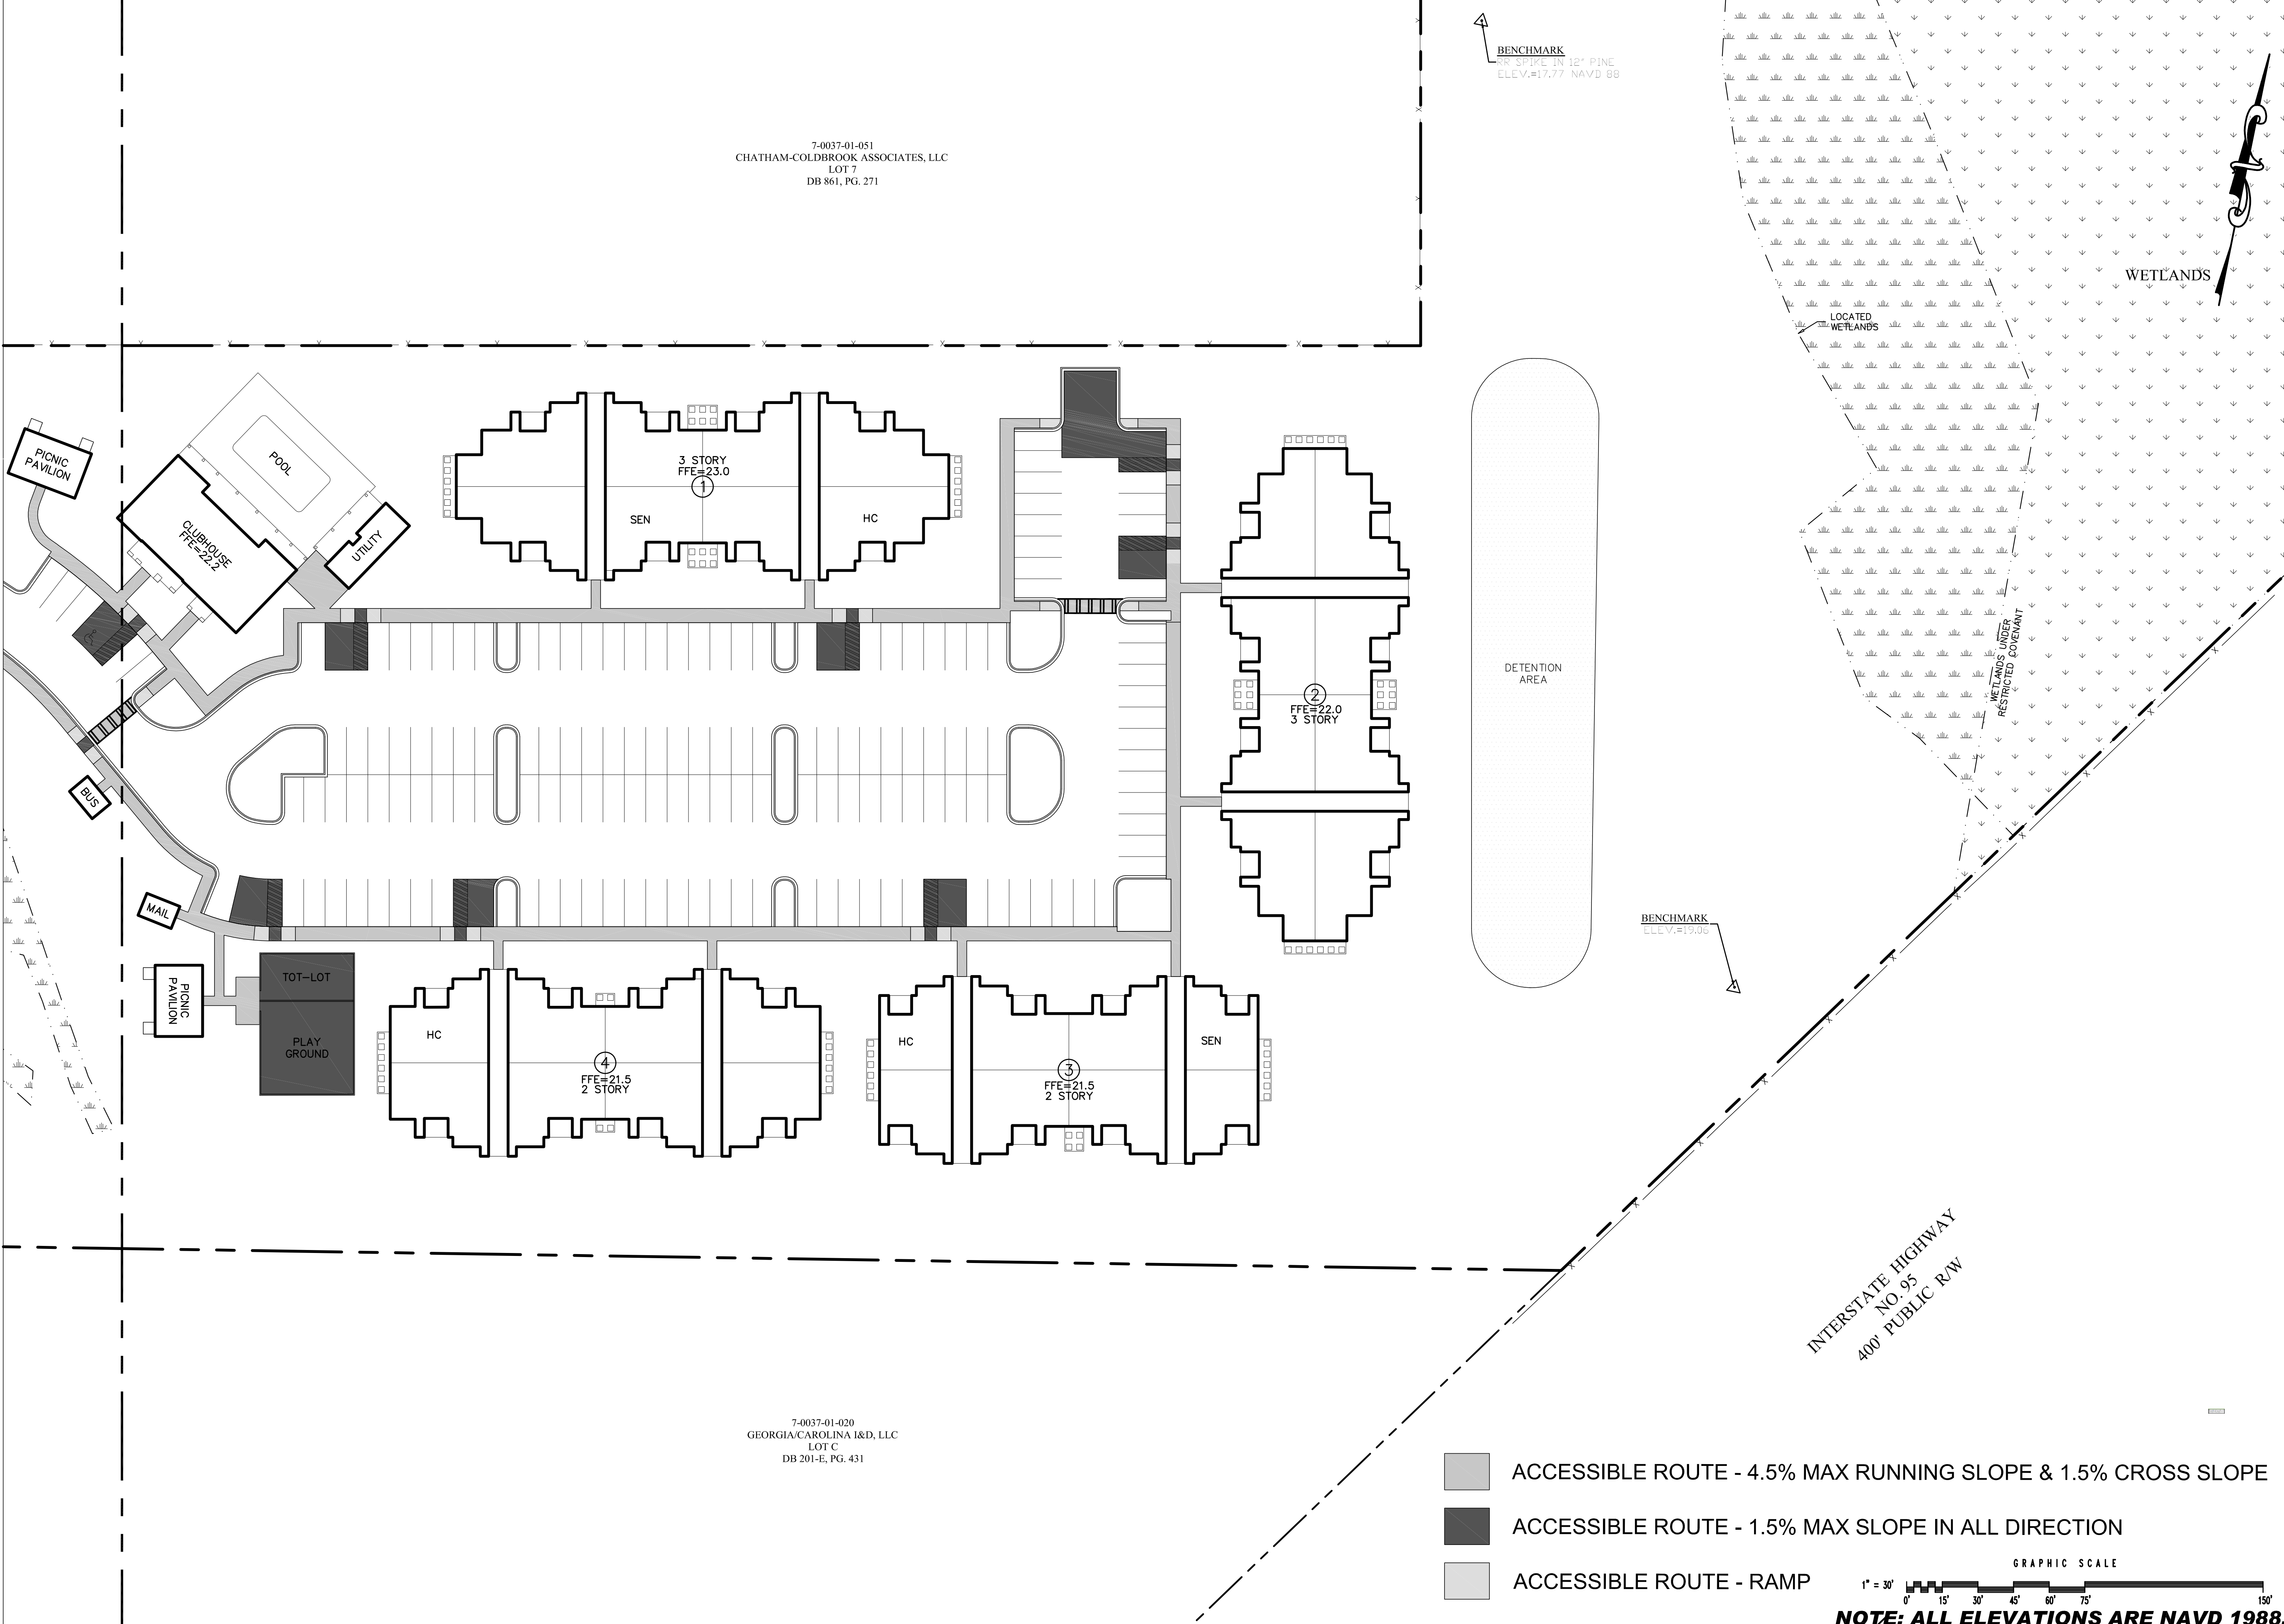 BENCHMARK
RR SPIKE IN 12" PINE
ELEV.=17.77 NAVD 88
7-0037-01-051
CHATHAM-COLDBROOK ASSOCIATES, LLC
LOT 7
DB 861, PG. 271
WETLANDS
LOCATED
WETLANDS
PICNIC
PAVILION
POOL
CLUBHOUSE
FFE=22.2
UTILITY
3 STORY
FFE=23.0
1
SEN
HC
2
FFE=22.0
3 STORY
DETENTION
AREA
WETLANDS UNDER
RESTRICTED COVENANT
BUS
MAIL
BENCHMARK
ELEV.=19.06
PICNIC
PAVILION
TOT-LOT
PLAY
GROUND
HC
4
FFE=21.5
2 STORY
HC
3
FFE=21.5
2 STORY
SEN
INTERSTATE HIGHWAY
NO. 95
400' PUBLIC R/W
7-0037-01-020
GEORGIA/CAROLINA I&D, LLC
LOT C
DB 201-E, PG. 431
ACCESSIBLE ROUTE - 4.5% MAX RUNNING SLOPE & 1.5% CROSS SLOPE
ACCESSIBLE ROUTE - 1.5% MAX SLOPE IN ALL DIRECTION
ACCESSIBLE ROUTE - RAMP
GRAPHIC SCALE
1" = 30'
0' 15' 30' 45' 60' 75' 150'
NOTE: ALL ELEVATIONS ARE NAVD 1988.